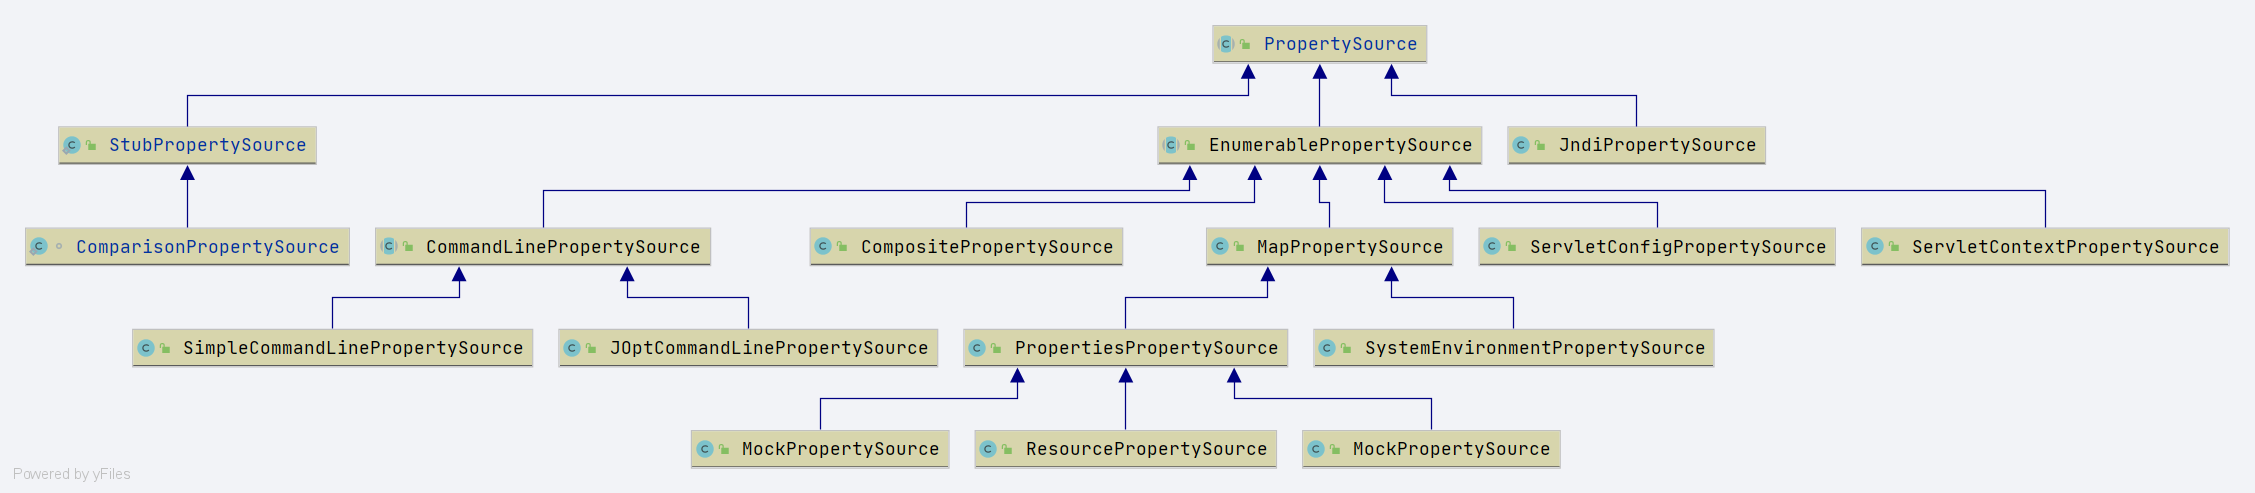 PropertySource
StubPropertySource
EnumerablePropertySource
JndiPropertySource
ComparisonPropertySource
CommandLinePropertySource
CompositePropertySource
MapPropertySource
ServletConfigPropertySource
ServletContextPropertySource
SimpleCommandLinePropertySource
JOptCommandLinePropertySource
PropertiesPropertySource
SystemEnvironmentPropertySource
MockPropertySource
ResourcePropertySource
MockPropertySource
Powered by yFiles